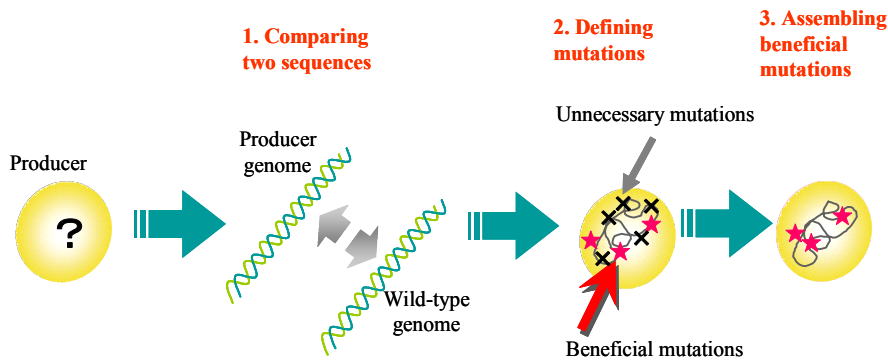 1. Comparing
two sequences
2. Defining
mutations
3. Assembling
beneficial
mutations
Unnecessary mutations
Producer
genome
Producer
?
Wild-type
genome
Beneficial mutations